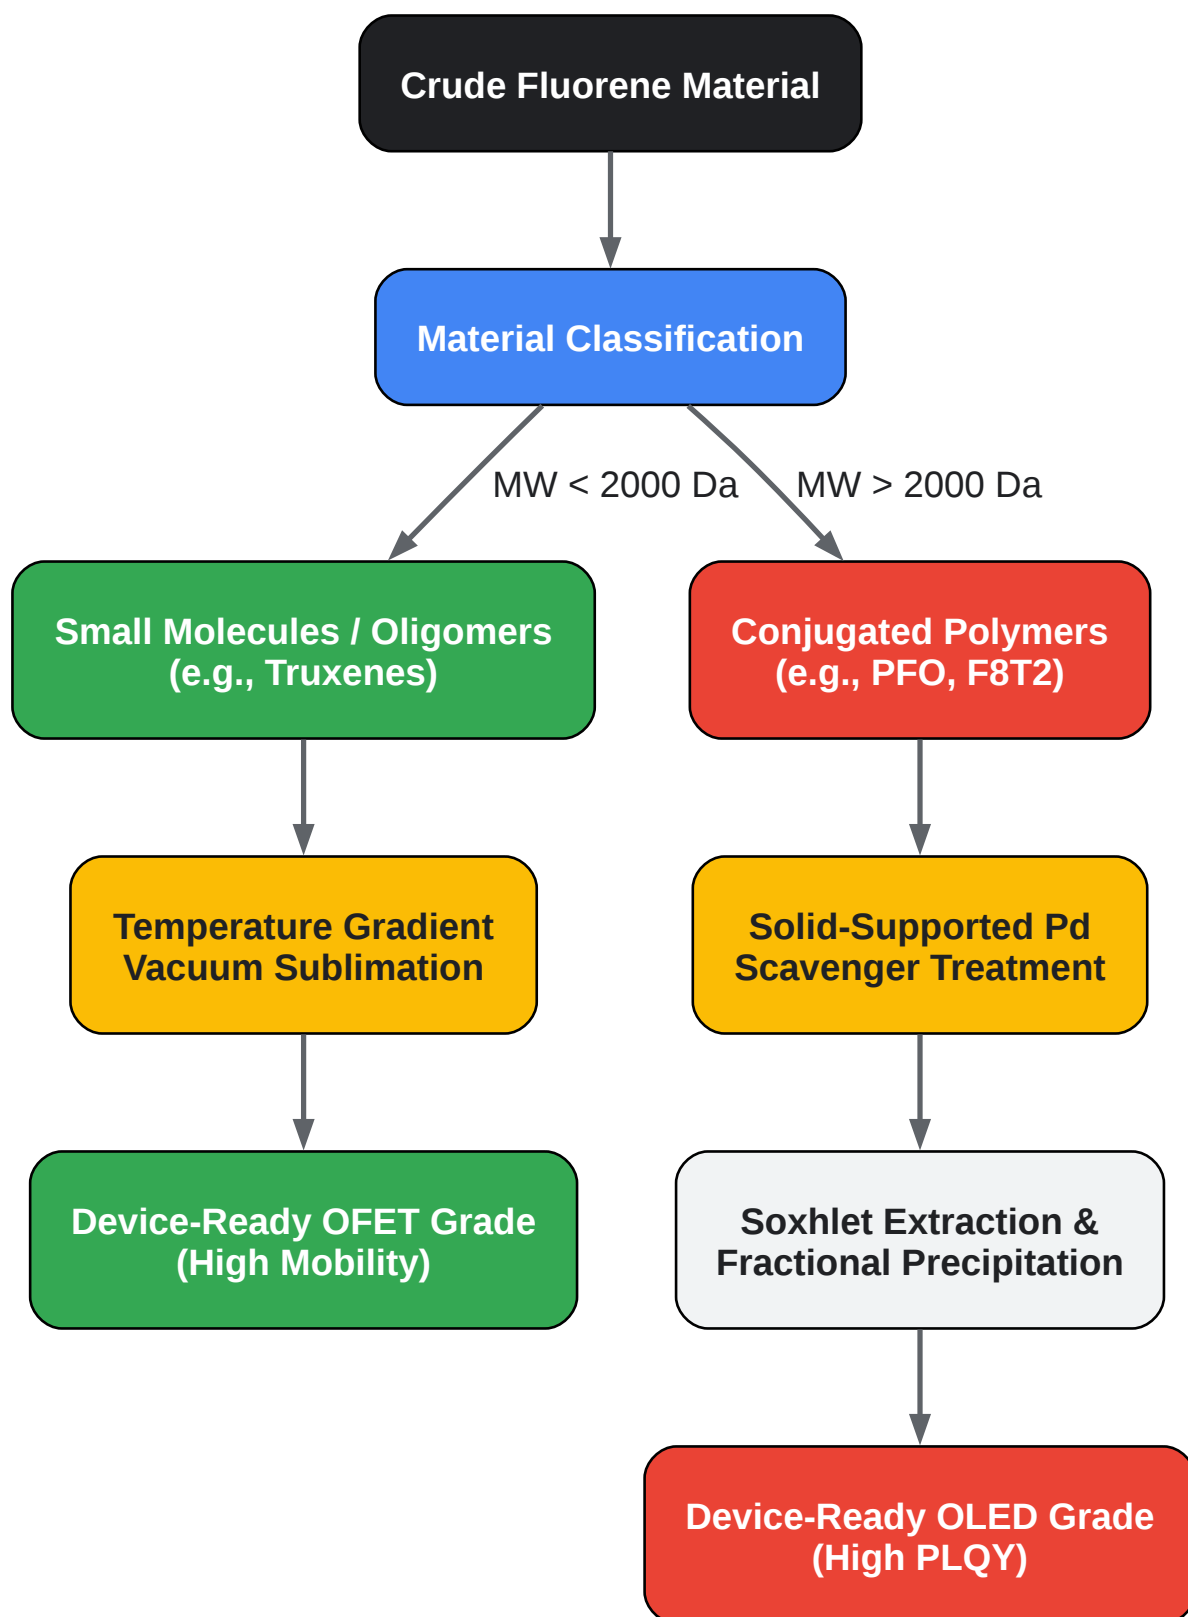 Crude Fluorene Material
Material Classification
MW < 2000 Da
MW > 2000 Da
Small Molecules / Oligomers
(e.g., Truxenes)
Conjugated Polymers
(e.g., PFO, F8T2)
Temperature Gradient
Vacuum Sublimation
Solid-Supported Pd
Scavenger Treatment
Device-Ready OFET Grade
(High Mobility)
Soxhlet Extraction &
Fractional Precipitation
Device-Ready OLED Grade
(High PLQY)